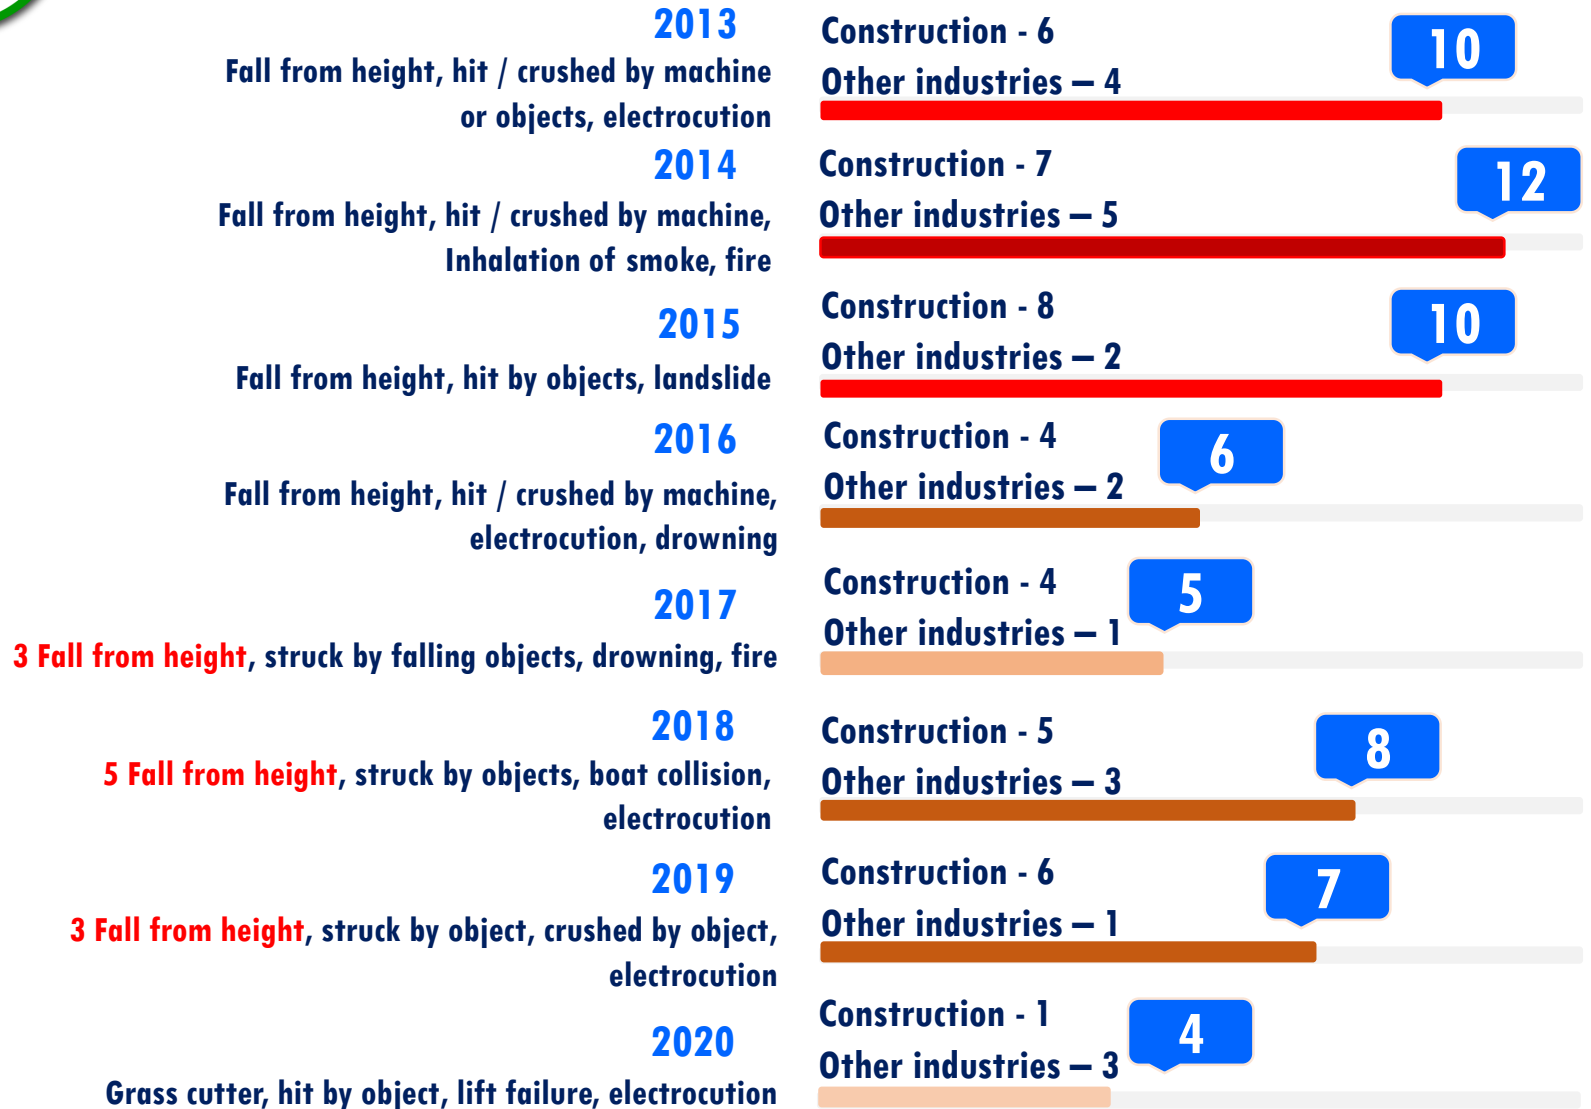 2013
Fall from height, hit / crushed by machine
or objects, electrocution
Construction - 6
Other industries – 4
10
2014
Fall from height, hit / crushed by machine,
Inhalation of smoke, fire
Construction - 7
Other industries – 5
12
2015
Fall from height, hit by objects, landslide
Construction - 8
Other industries – 2
10
2016
Fall from height, hit / crushed by machine,
electrocution, drowning
Construction - 4
Other industries – 2
6
2017
3 Fall from height, struck by falling objects, drowning, fire
Construction - 4
Other industries – 1
5
2018
5 Fall from height, struck by objects, boat collision,
electrocution
Construction - 5
Other industries – 3
8
2019
3 Fall from height, struck by object, crushed by object,
electrocution
Construction - 6
Other industries – 1
7
2020
Grass cutter, hit by object, lift failure, electrocution
Construction - 1
Other industries – 3
4